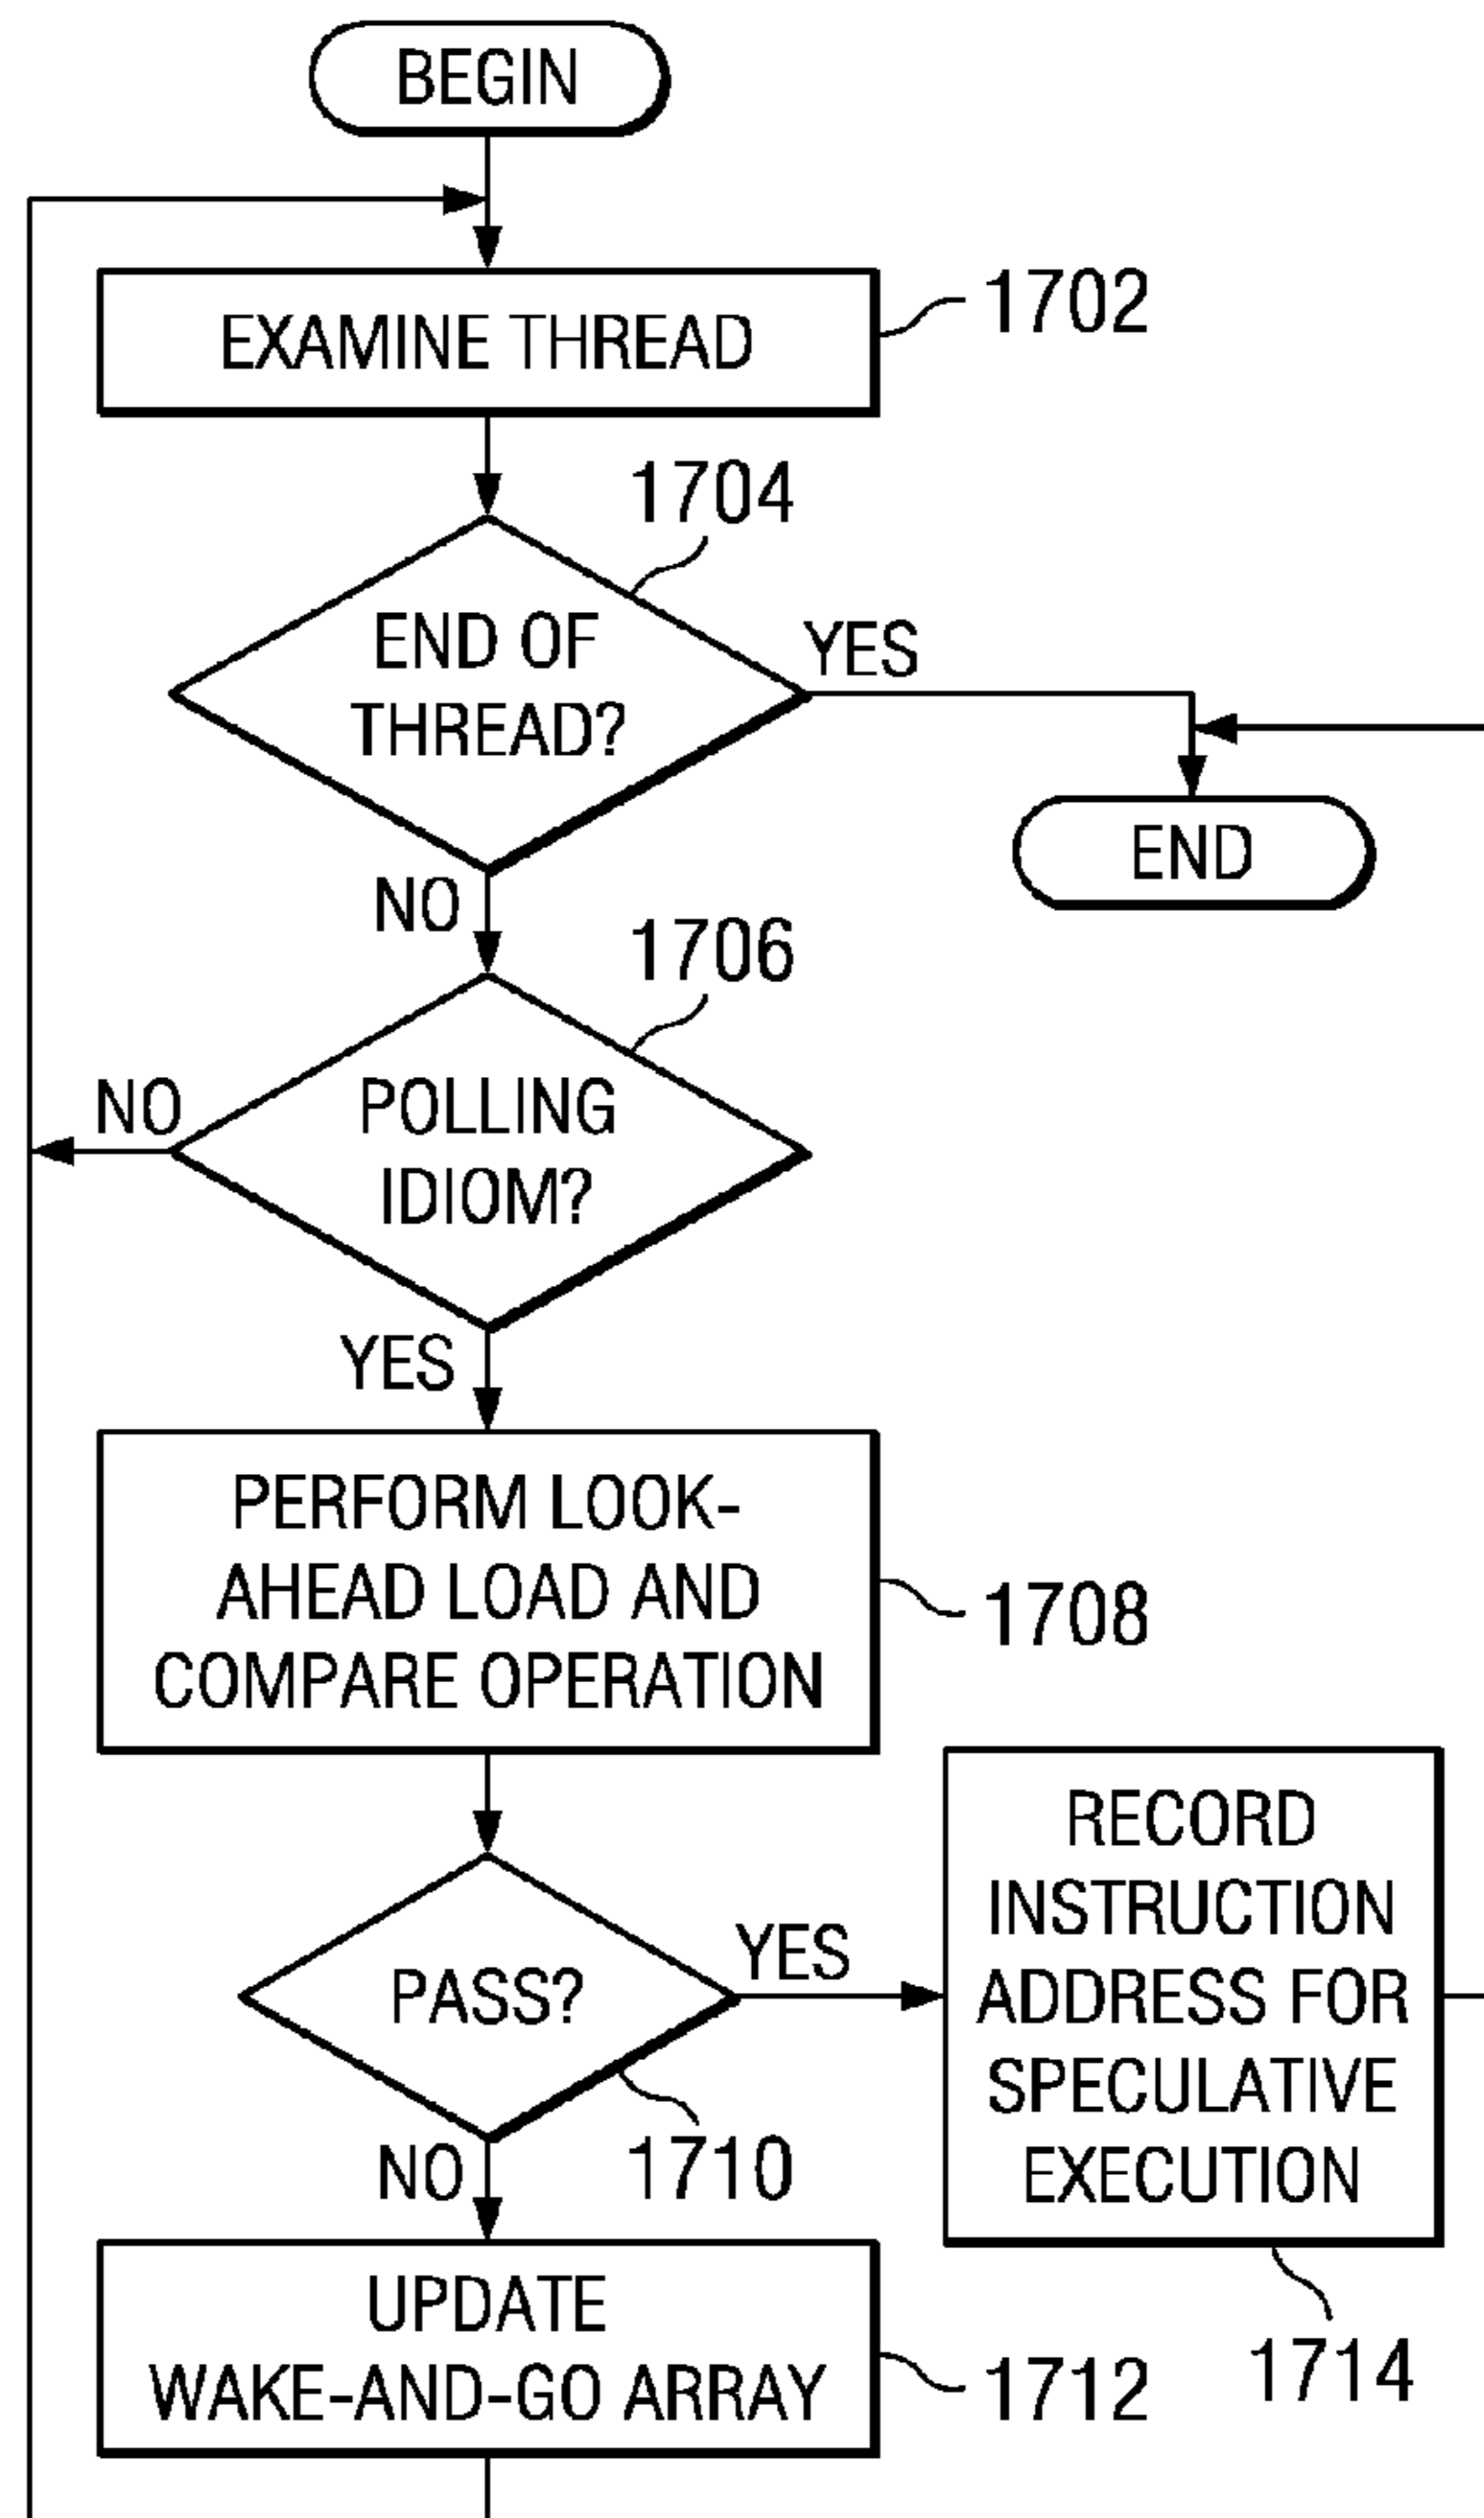 BEGIN
EXAMINE THREAD
1702
1704
END OF
THREAD?
YES
END
NO
1706
POLLING
IDIOM?
NO
YES
PERFORM LOOK-
AHEAD LOAD AND
COMPARE OPERATION
1708
PASS?
YES
1710
NO
RECORD
INSTRUCTION
ADDRESS FOR
SPECULATIVE
EXECUTION
1714
UPDATE
WAKE-AND-GO ARRAY
1712